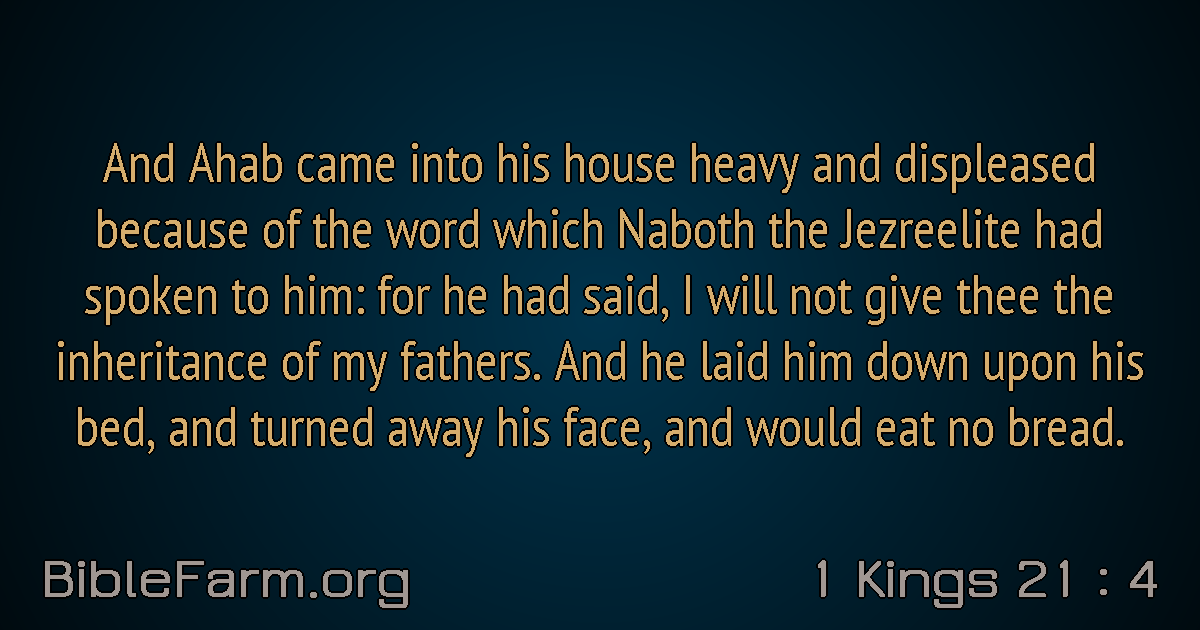 And Ahab came into his house heavy and displeased
because of the word which Naboth the Jezreelite had
spoken to him: for he had said, I will not give thee the
inheritance of my fathers. And he laid him down upon his
bed, and turned away his face, and would eat no bread.
BibleFarm.org
1 Kings 21 : 4